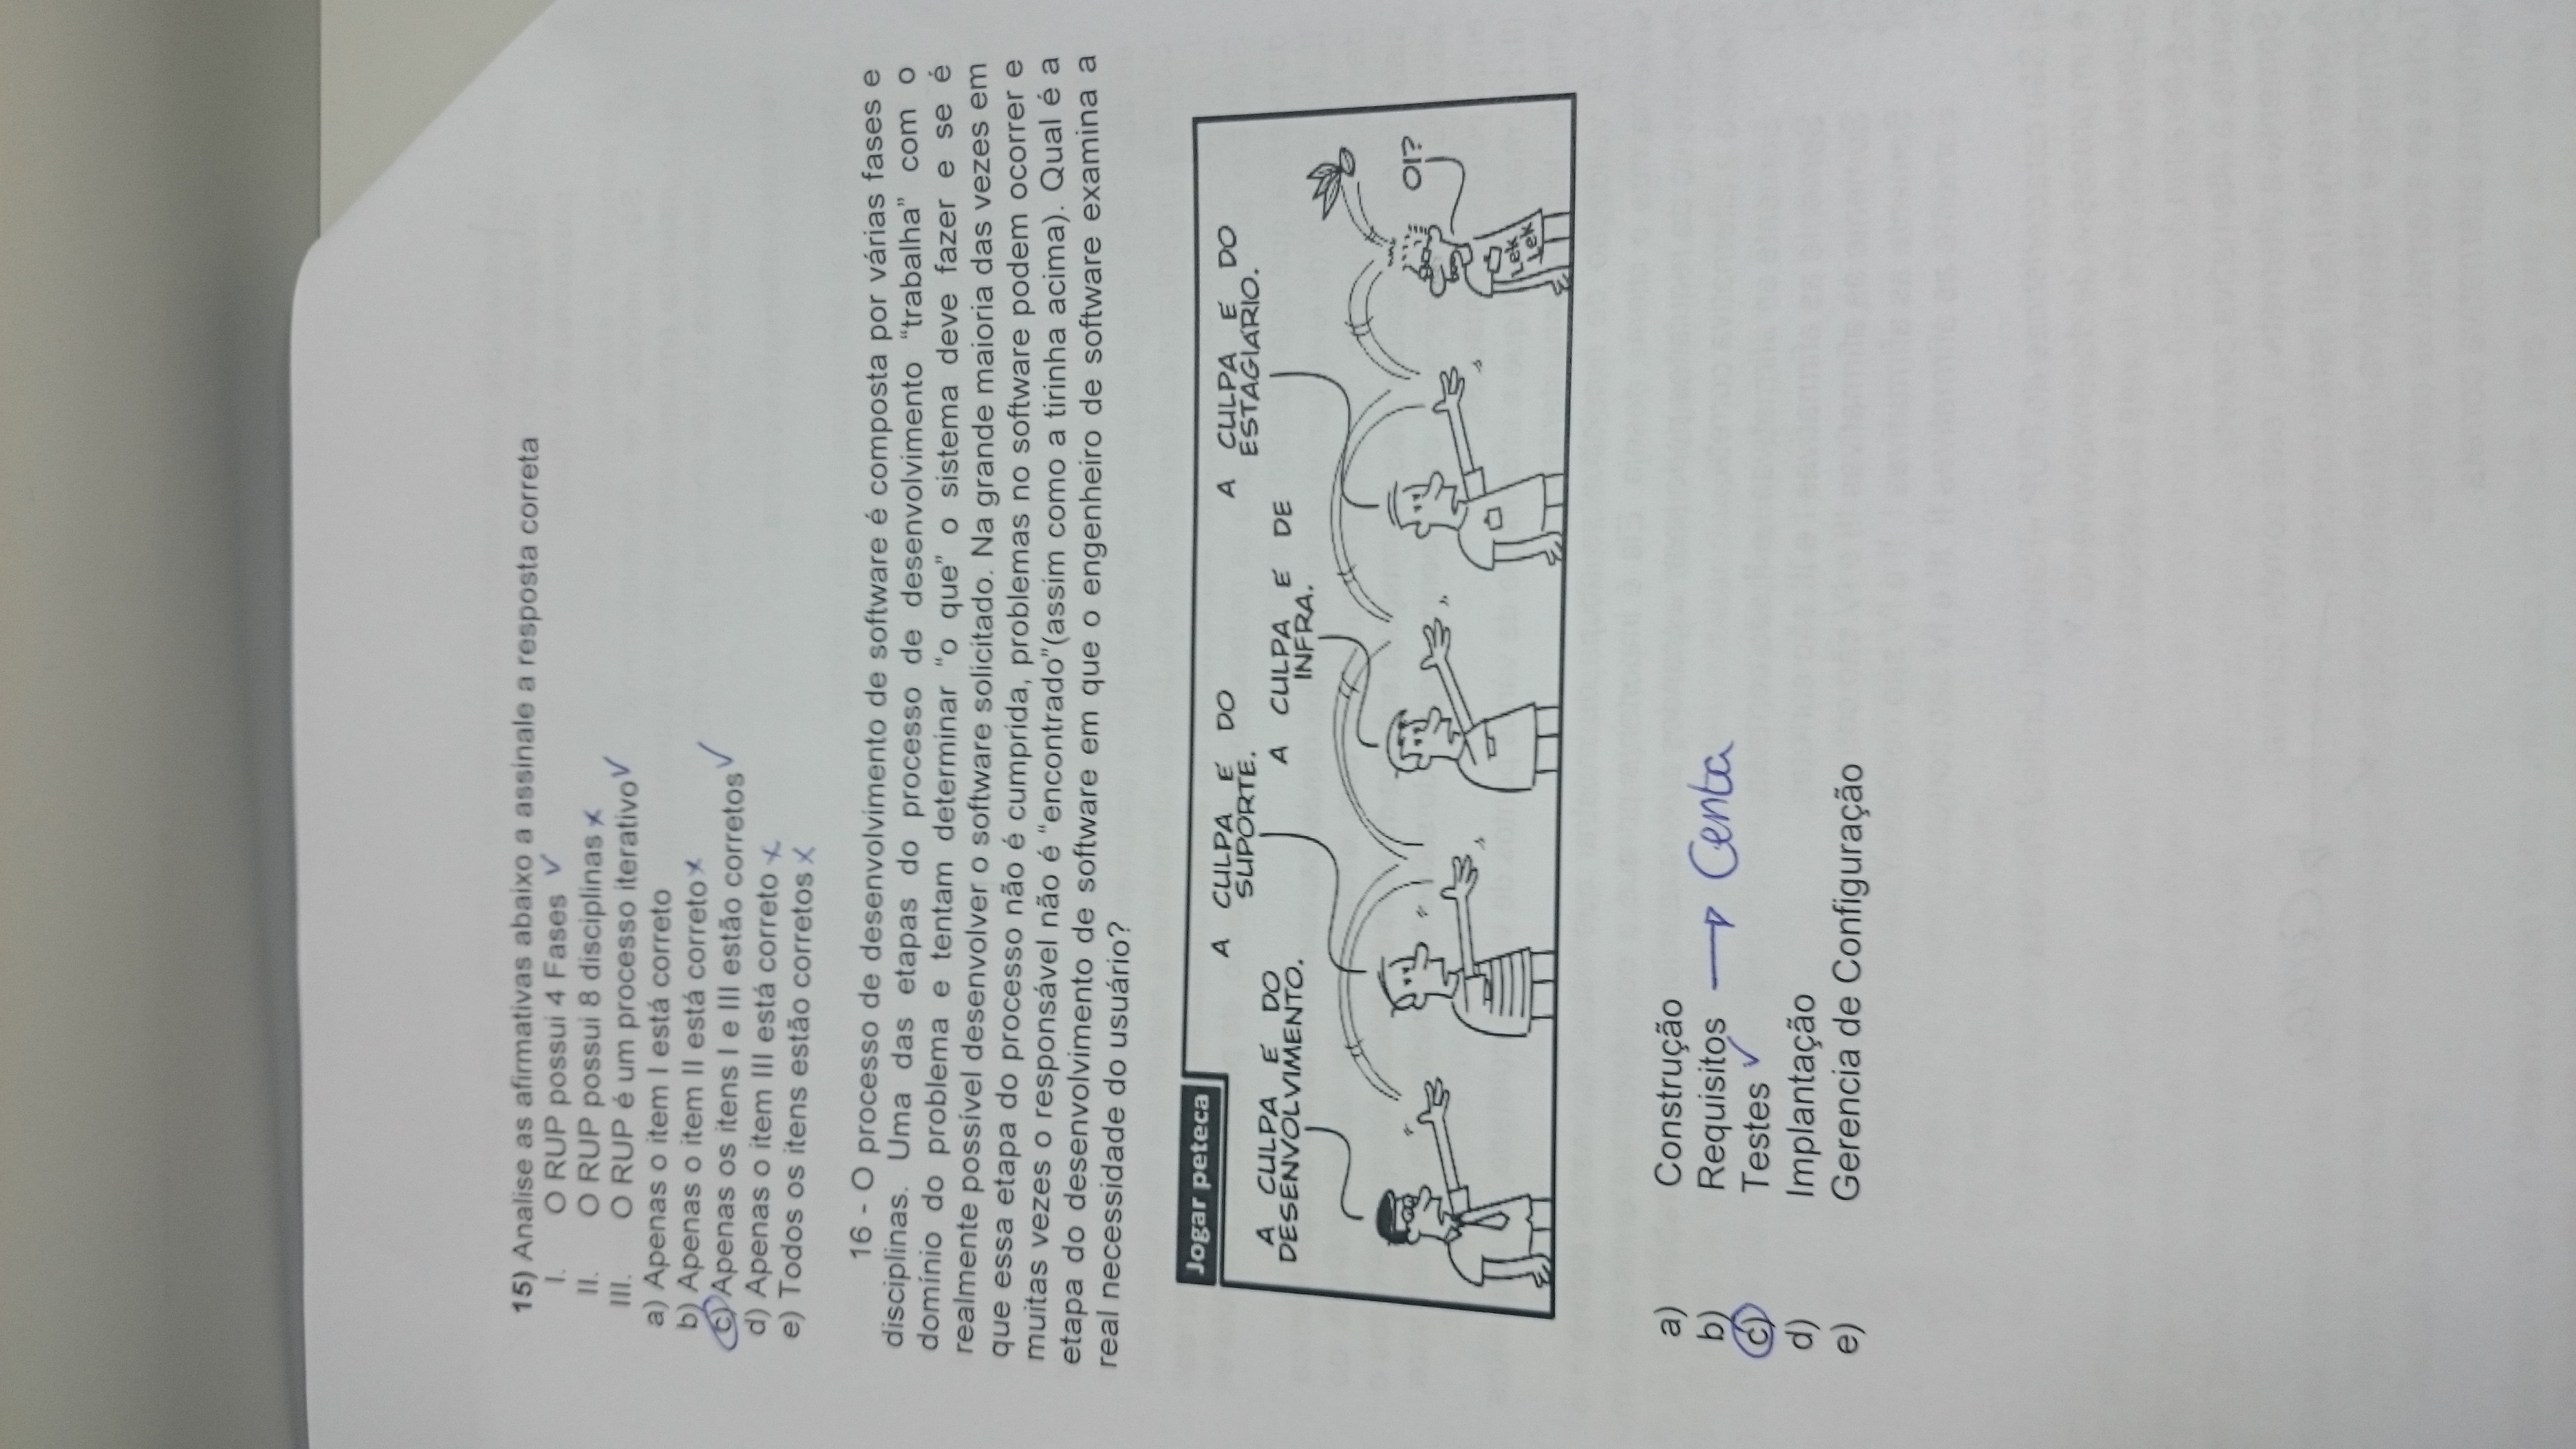 15) Analise as afirmativas abaixo a assinale a resposta correta
I. O RUP possui 4 Fases ✓
II. O RUP possui 8 disciplinas x
III. O RUP é um processo iterativo ✓
a) Apenas o item I está correto
b) Apenas o item II está correto x
c) Apenas os itens I e III estão corretos ✓
d) Apenas o item III está correto x
e) Todos os itens estão corretos x
16 - O processo de desenvolvimento de software é composta por várias fases e
disciplinas. Uma das etapas do processo de desenvolvimento “trabalha” com o
domínio do problema e tentam determinar “o que” o sistema deve fazer e se é
realmente possível desenvolver o software solicitado. Na grande maioria das vezes em
que essa etapa do processo não é cumprida, problemas no software podem ocorrer e
muitas vezes o responsável não é “encontrado”(assim como a tirinha acima). Qual é a
etapa do desenvolvimento de software em que o engenheiro de software examina a
real necessidade do usuário?
Jogar peteca
A CULPA É DO
DESENVOLVIMENTO.
A CULPA É DO
SUPORTE.
A CULPA É DE
INFRA.
A CULPA É DO
ESTAGIÁRIO.
OI?
Lek
Lek
a) Construção
b) Requisitos → Certa
c) Testes ✓
d) Implantação
e) Gerencia de Configuração